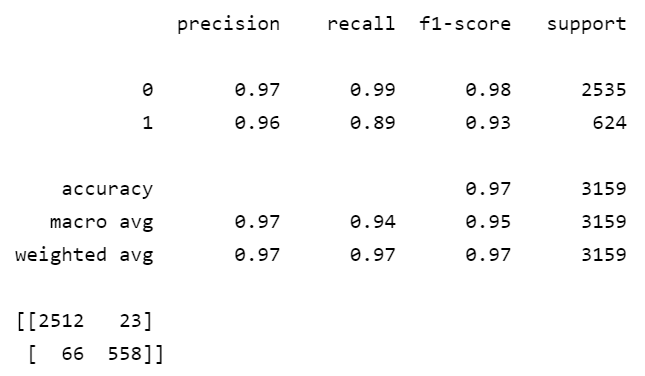 precision recall f1-score support
0 0.97 0.99 0.98 2535
1 0.96 0.89 0.93 624
accuracy 0.97 3159
macro avg 0.97 0.94 0.95 3159
weighted avg 0.97 0.97 0.97 3159
[[2512 23]
[ 66 558]]